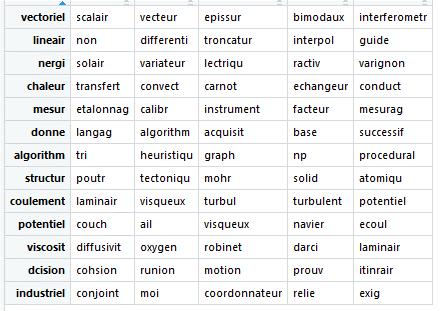 vectoriel scalair vecteur epissur bimodaux interferometr
lineair non differenti troncatur interpol guide
nergi solair variateur lectriqu ractiv varignon
chaleur transfert convect carnot echangeur conduct
mesur etalonnag calibr instrument facteur mesurag
donne langag algorithm acquisit base successif
algorithm tri heuristiqu graph np procedural
structur poutr tectoniqu mohr solid atomiqu
coulement laminair visqueux turbul turbulent potentiel
potentiel couch ail visqueux navier ecoul
viscosit diffusivit oxygen robinet darci laminair
dcision cohsion runion motion prouv itinrair
industriel conjoint moi coordonnateur relie exig